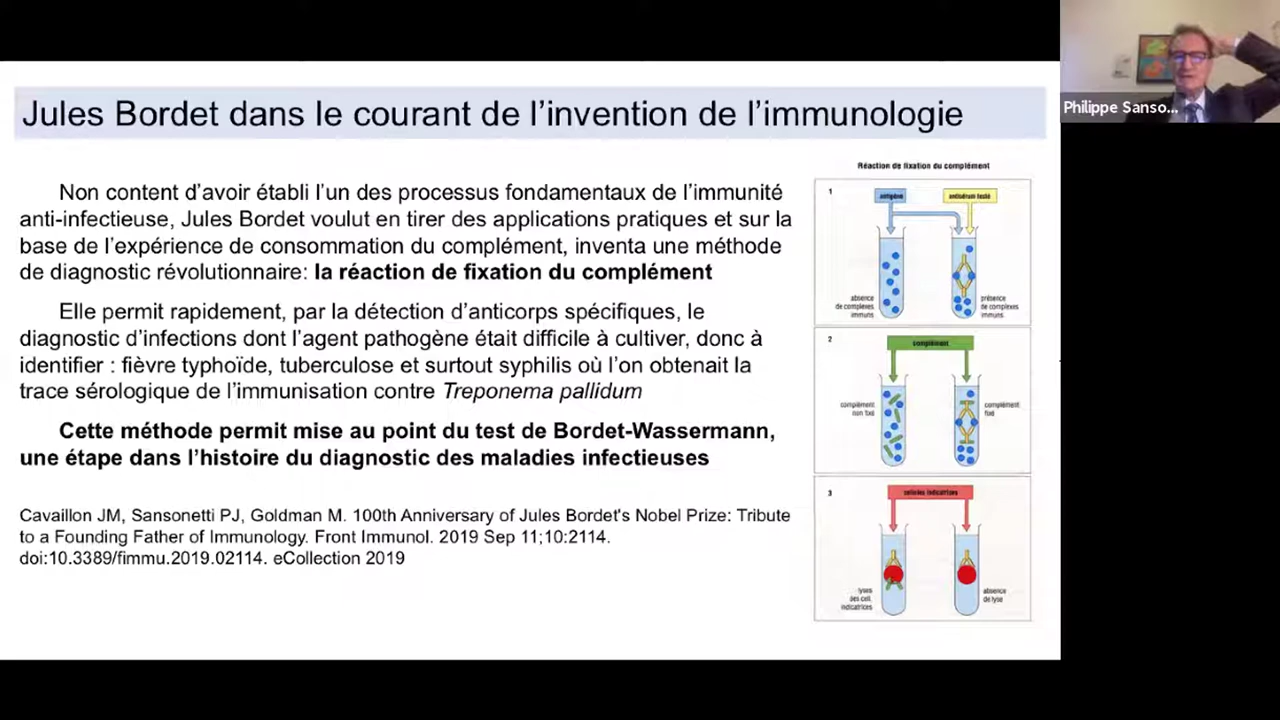 Jules Bordet dans le courant de l’invention de l’immunologie
Non content d’avoir établi l’un des processus fondamentaux de l’immunité
anti-infectieuse, Jules Bordet voulut en tirer des applications pratiques et sur la
base de l’expérience de consommation du complément, inventa une méthode
de diagnostic révolutionnaire: la réaction de fixation du complément
Elle permit rapidement, par la détection d’anticorps spécifiques, le
diagnostic d’infections dont l’agent pathogène était difficile à cultiver, donc à
identifier : fièvre typhoïde, tuberculose et surtout syphilis où l’on obtenait la
trace sérologique de l’immunisation contre Treponema pallidum
Cette méthode permit mise au point du test de Bordet-Wassermann,
une étape dans l’histoire du diagnostic des maladies infectieuses
Cavaillon JM, Sansonetti PJ, Goldman M. 100th Anniversary of Jules Bordet's Nobel Prize: Tribute
to a Founding Father of Immunology. Front Immunol. 2019 Sep 11;10:2114.
doi:10.3389/fimmu.2019.02114. eCollection 2019
Réaction de fixation du complément
1
antigène
antisérum testé
absence
de complexes
immuns
présence
de complexes
immuns
2
complément
complément
non fixé
complément
fixé
3
cellules indicatrices
lyses
des cell.
indicatrices
absence
de lyse
Philippe Sanso...